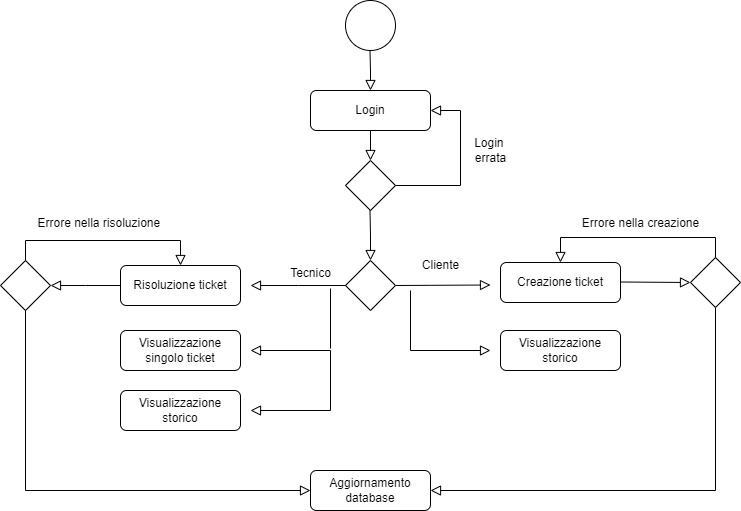 Login
Login
errata
Errore nella risoluzione
Errore nella creazione
Tecnico
Cliente
Risoluzione ticket
Creazione ticket
Visualizzazione
singolo ticket
Visualizzazione
storico
Visualizzazione
storico
Aggiornamento
database